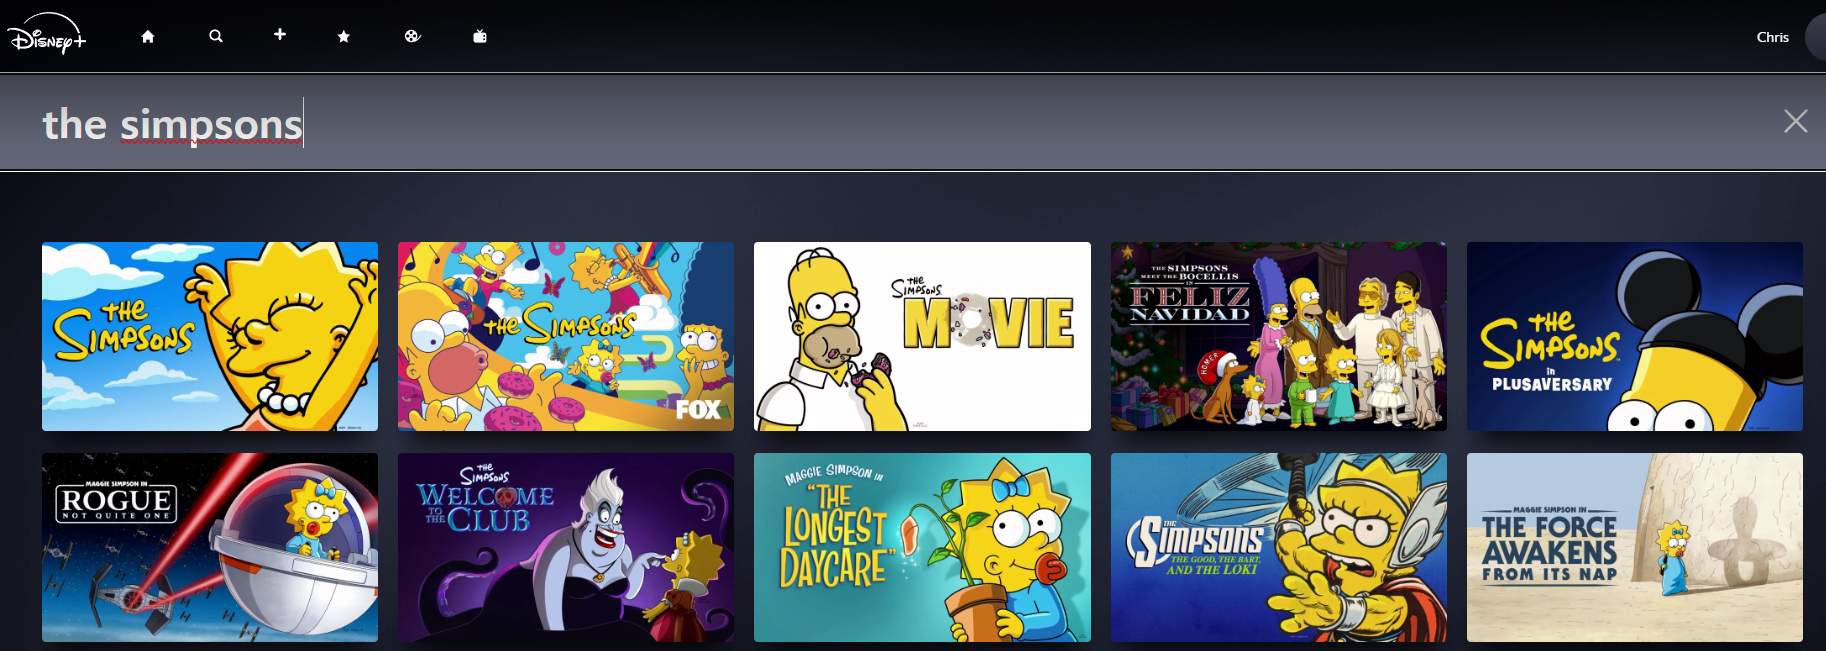 Disney+
Chris
the simpsons
the
Simpsons
the Simpsons
FOX
the
Simpsons
MOVIE
THE SIMPSONS
MEET THE BOCELLIS
IN
FELIZ
NAVIDAD
HOMER
the
Simpsons
in
PLUSAVERSARY
MAGGIE SIMPSON IN
ROGUE
NOT QUITE ONE
the
Simpsons
WELCOME
TO THE
CLUB
MAGGIE SIMPSON IN
"THE
LONGEST
DAYCARE"
THE
SIMPSONS
THE GOOD, THE BART,
AND THE LOKI
MAGGIE SIMPSON IN
THE FORCE
AWAKENS
FROM ITS NAP